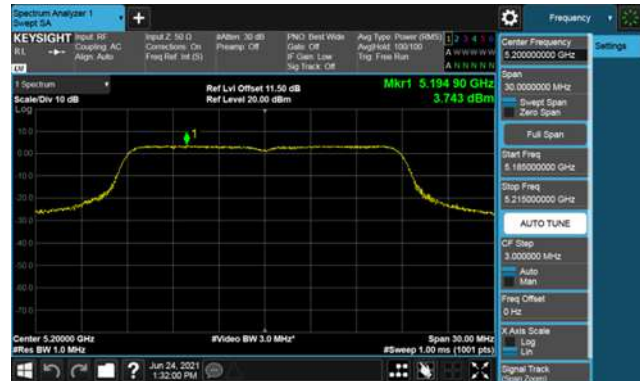 Spectrum Analyzer 1
Swept SA
Frequency
KEYSIGHT
RL
Input: RF
Coupling: AC
Align: Auto
Input Z: 50 Ω
Corrections: On
Freq Ref: Int (S)
#Atten: 30 dB
Preamp: Off
PNO: Best Wide
Gate: Off
IF Gain: Low
Sig Track: Off
Avg Type: Power (RMS)
Avg|Hold: 100/100
Trig: Free Run
1 2 3 4 5 6
A W W W W W
A N N N N N
1 Spectrum
Scale/Div 10 dB
Log
Ref Lvl Offset 11.50 dB
Ref Level 20.00 dBm
Mkr1 5.194 90 GHz
3.743 dBm
1
10.0
0.00
-10.0
-20.0
-30.0
-40.0
-50.0
-60.0
-70.0
Center 5.20000 GHz
#Res BW 1.0 MHz
#Video BW 3.0 MHz*
Span 30.00 MHz
#Sweep 1.00 ms (1001 pts)
Jun 24, 2021
1:32:00 PM
Center Frequency
5.200000000 GHz
Settings
Span
30.0000000 MHz
Swept Span
Zero Span
Full Span
Start Freq
5.185000000 GHz
Stop Freq
5.215000000 GHz
AUTO TUNE
CF Step
3.000000 MHz
Auto
Man
Freq Offset
0 Hz
X Axis Scale
Log
Lin
Signal Track
(Span Zoom)